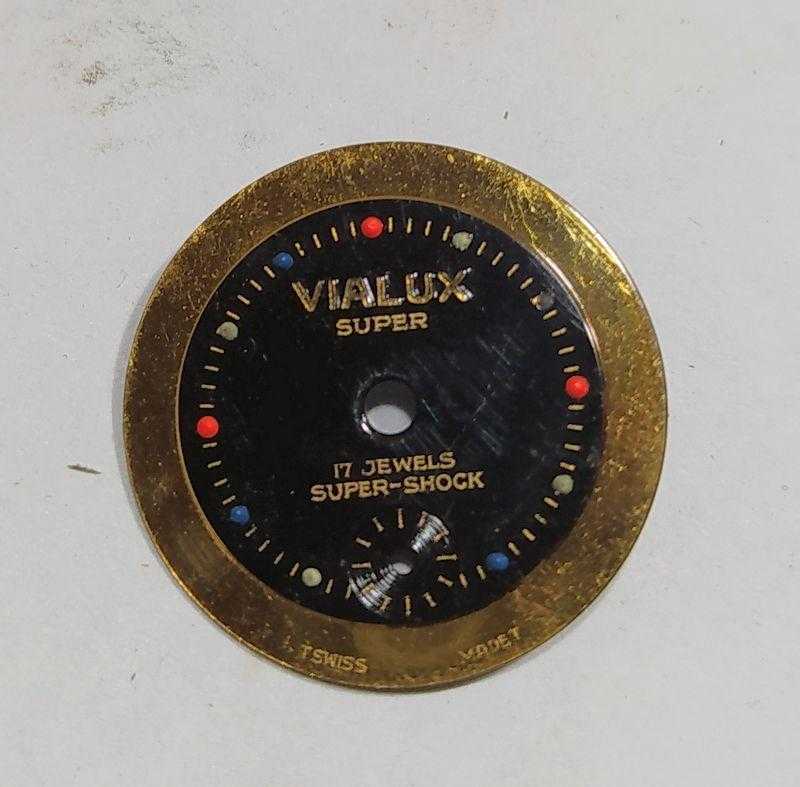 VIALUX
SUPER
17 JEWELS
SUPER-SHOCK
T SWISS MADE T